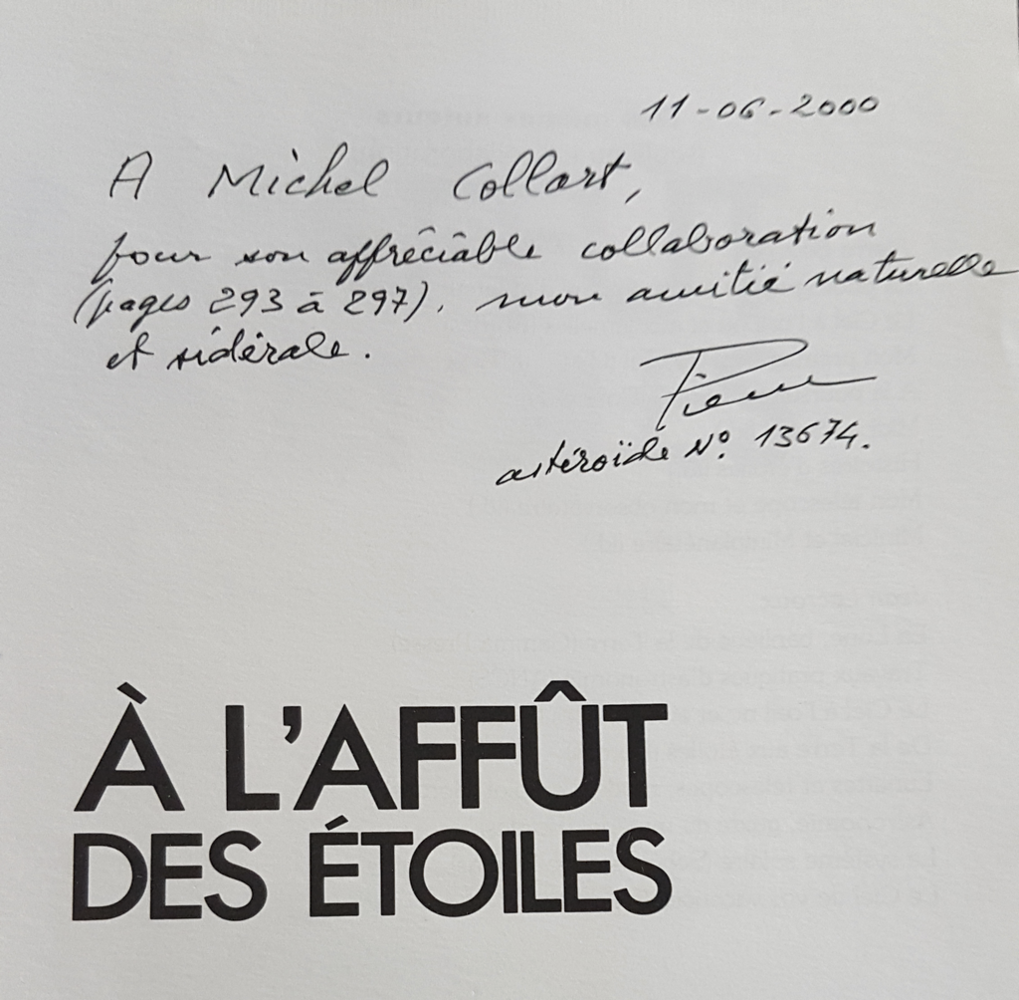 11-06-2000
A Michel Collart,
pour son appréciable collaboration
(pages 293 à 297), mon amitié naturelle
et sidérale.
Pierre
astéroïde N° 13674.
À L'AFFÛT
DES ÉTOILES